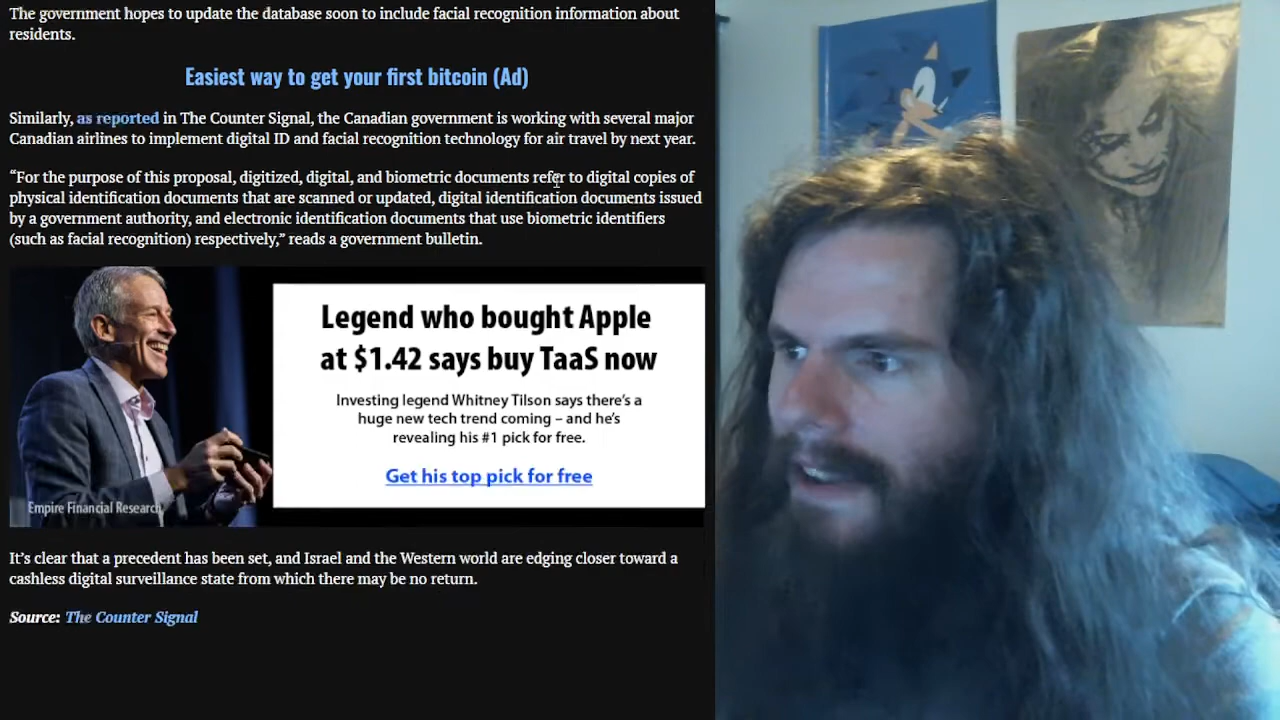 The government hopes to update the database soon to include facial recognition information about
residents.
Easiest way to get your first bitcoin (Ad)
Similarly, as reported in The Counter Signal, the Canadian government is working with several major
Canadian airlines to implement digital ID and facial recognition technology for air travel by next year.
“For the purpose of this proposal, digitized, digital, and biometric documents refer to digital copies of
physical identification documents that are scanned or updated, digital identification documents issued
by a government authority, and electronic identification documents that use biometric identifiers
(such as facial recognition) respectively,” reads a government bulletin.
Legend who bought Apple
at $1.42 says buy TaaS now
Investing legend Whitney Tilson says there’s a
huge new tech trend coming – and he’s
revealing his #1 pick for free.
Get his top pick for free
Empire Financial Research
It’s clear that a precedent has been set, and Israel and the Western world are edging closer toward a
cashless digital surveillance state from which there may be no return.
Source: The Counter Signal